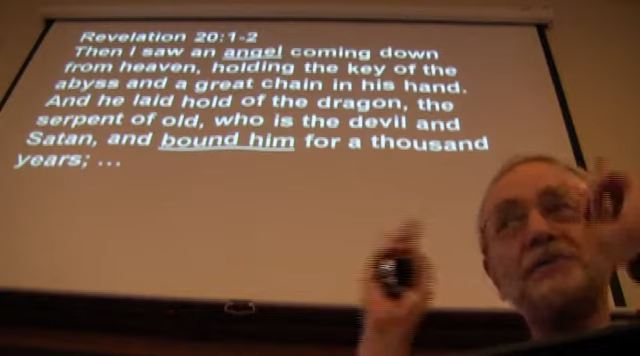 Revelation 20:1-2
Then I saw an angel coming down
from heaven, holding the key of the
abyss and a great chain in his hand.
And he laid hold of the dragon, the
serpent of old, who is the devil and
Satan, and bound him for a thousand
years; ...